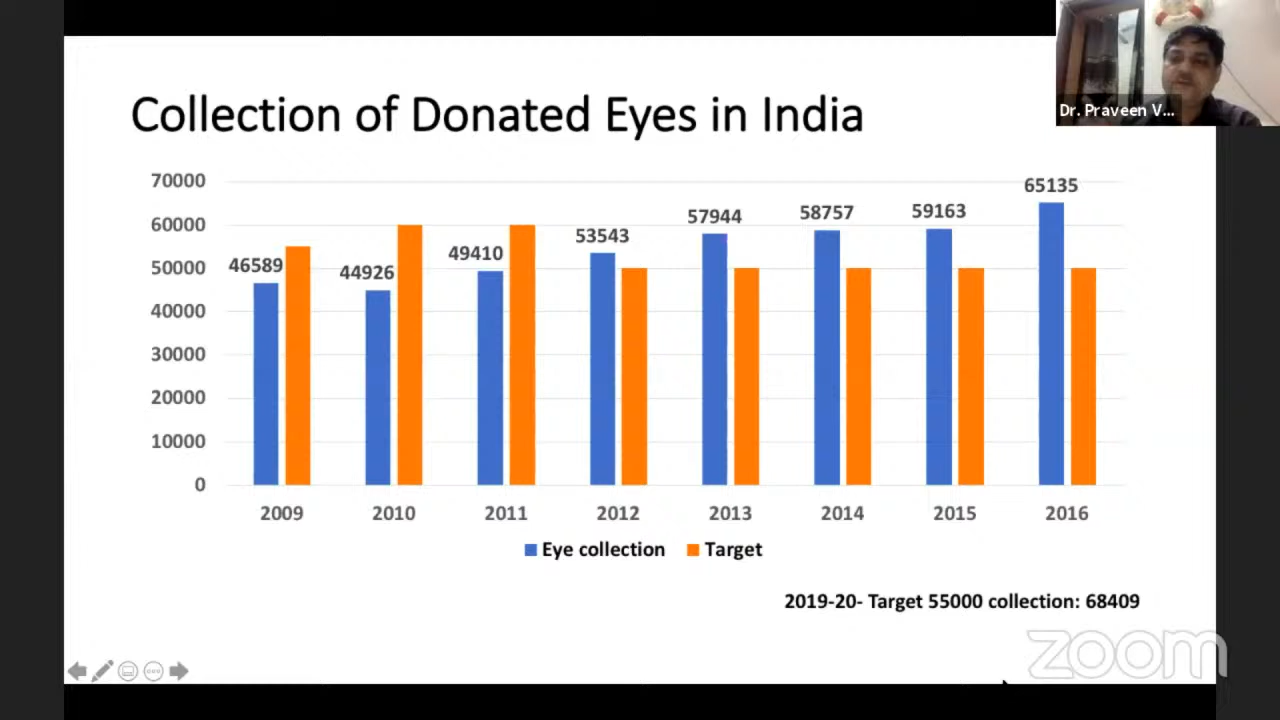 Dr. Praveen V...
Collection of Donated Eyes in India
70000
60000
50000
40000
30000
20000
10000
0
46589
44926
49410
53543
57944
58757
59163
65135
2009 2010 2011 2012 2013 2014 2015 2016
Eye collection Target
2019-20- Target 55000 collection: 68409
zoom